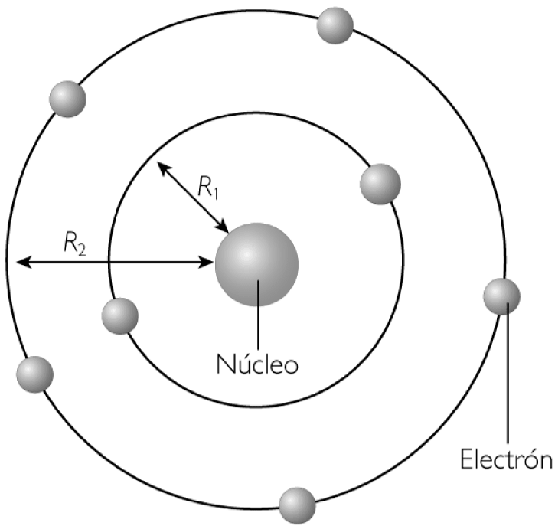 R₁
R₂
Núcleo
Electrón